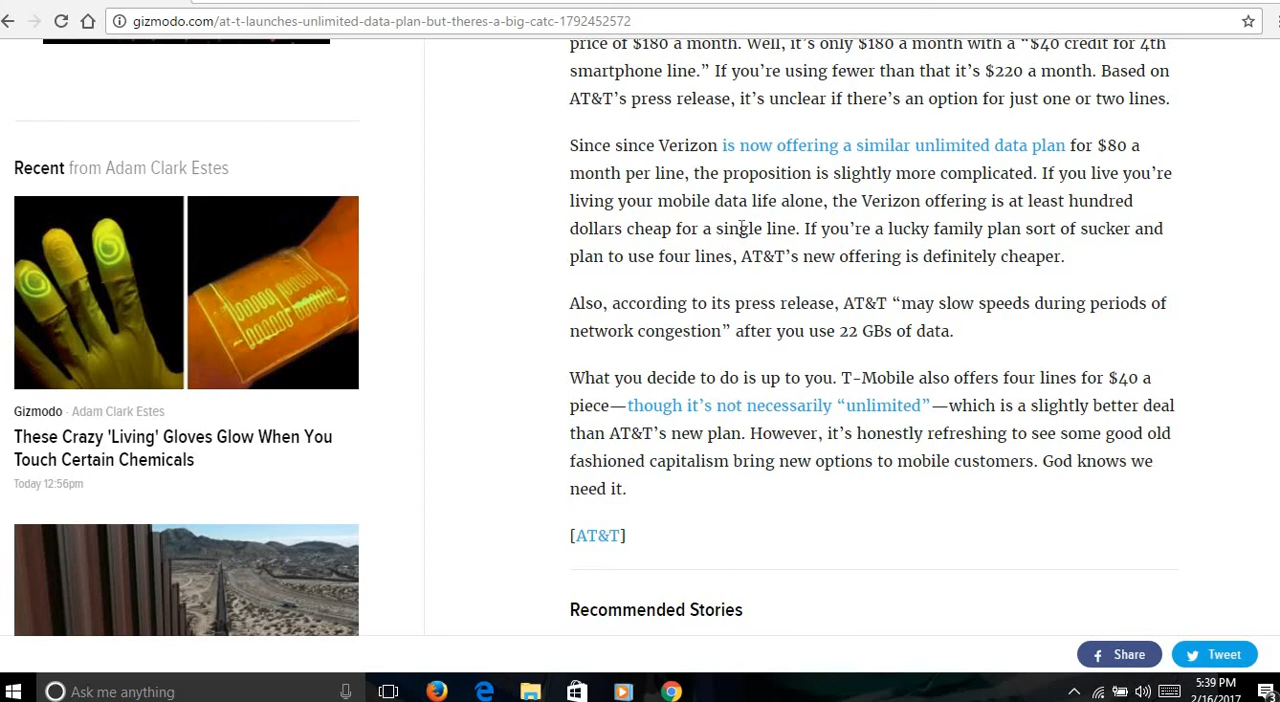 gizmodo.com/at-t-launches-unlimited-data-plan-but-theres-a-big-catc-1792452572
price of $180 a month. Well, it's only $180 a month with a “$40 credit for 4th
smartphone line.” If you're using fewer than that it's $220 a month. Based on
AT&T's press release, it's unclear if there's an option for just one or two lines.
Since since Verizon is now offering a similar unlimited data plan for $80 a
month per line, the proposition is slightly more complicated. If you live you're
living your mobile data life alone, the Verizon offering is at least hundred
dollars cheap for a single line. If you're a lucky family plan sort of sucker and
plan to use four lines, AT&T's new offering is definitely cheaper.
Also, according to its press release, AT&T “may slow speeds during periods of
network congestion” after you use 22 GBs of data.
What you decide to do is up to you. T-Mobile also offers four lines for $40 a
piece—though it's not necessarily “unlimited”—which is a slightly better deal
than AT&T's new plan. However, it's honestly refreshing to see some good old
fashioned capitalism bring new options to mobile customers. God knows we
need it.
[AT&T]
Recommended Stories
Recent from Adam Clark Estes
Gizmodo · Adam Clark Estes
These Crazy 'Living' Gloves Glow When You
Touch Certain Chemicals
Today 12:56pm
Share
Tweet
Ask me anything
5:39 PM
2/16/2017
3